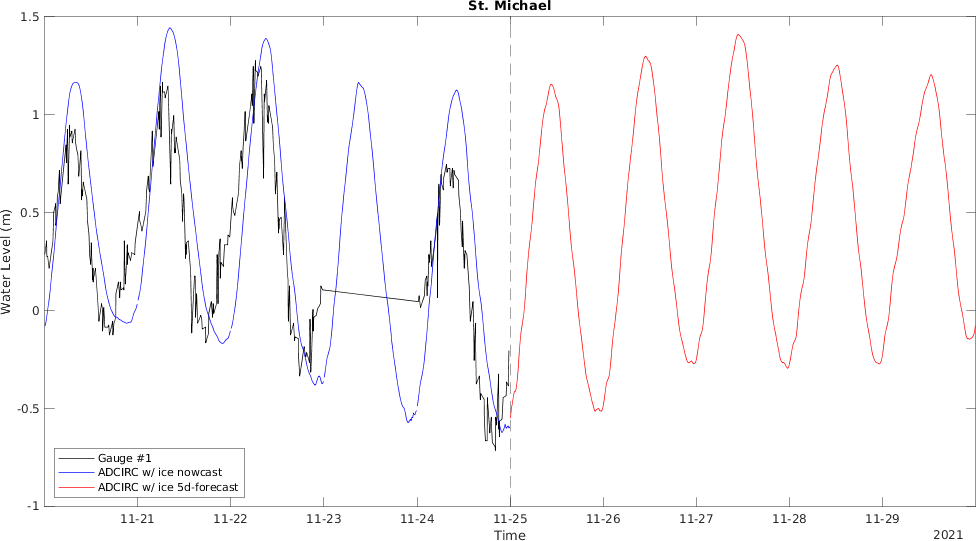 St. Michael
1.5
1
0.5
0
-0.5
-1
Water Level (m)
Gauge #1
ADCIRC w/ ice nowcast
ADCIRC w/ ice 5d-forecast
11-21 11-22 11-23 11-24 11-25 11-26 11-27 11-28 11-29
Time
2021